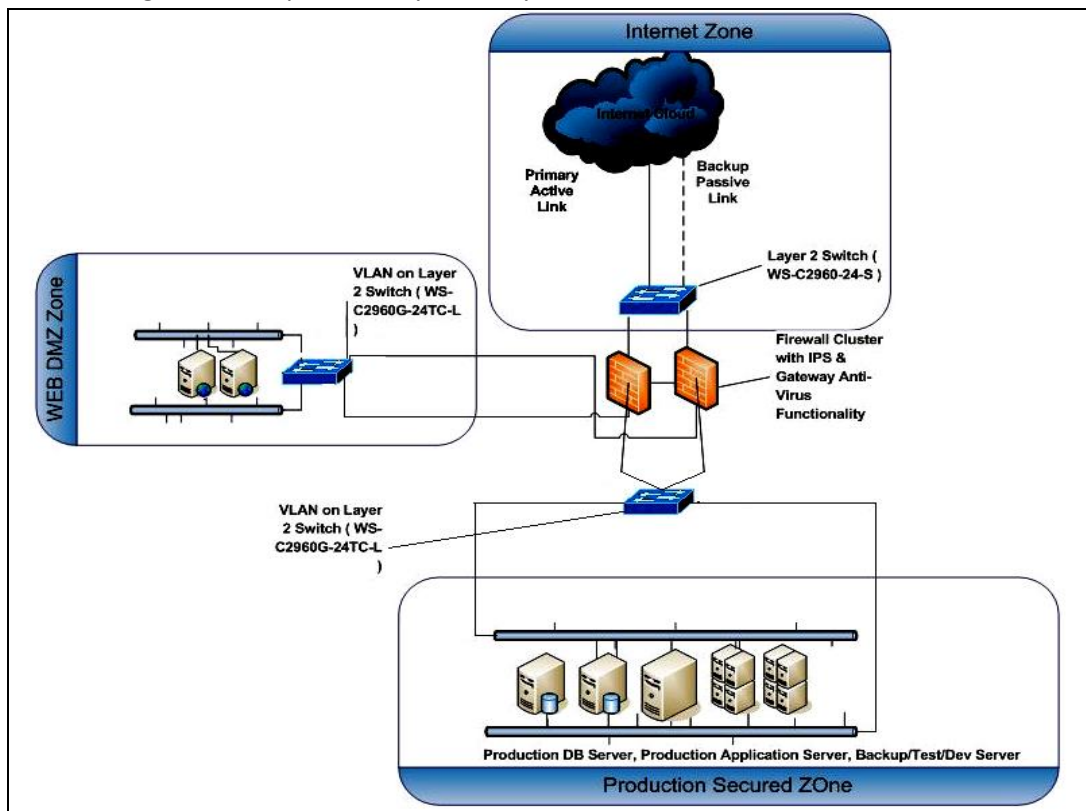 Internet Zone
Internet Cloud
Primary
Active
Link
Backup
Passive
Link
Layer 2 Switch (
WS-C2960-24-S )
WEB DMZ Zone
VLAN on Layer
2 Switch ( WS-
C2960G-24TC-L
)
Firewall Cluster
with IPS &
Gateway Anti-
Virus
Functionality
VLAN on Layer
2 Switch ( WS-
C2960G-24TC-L
)
Production DB Server, Production Application Server, Backup/Test/Dev Server
Production Secured ZOne